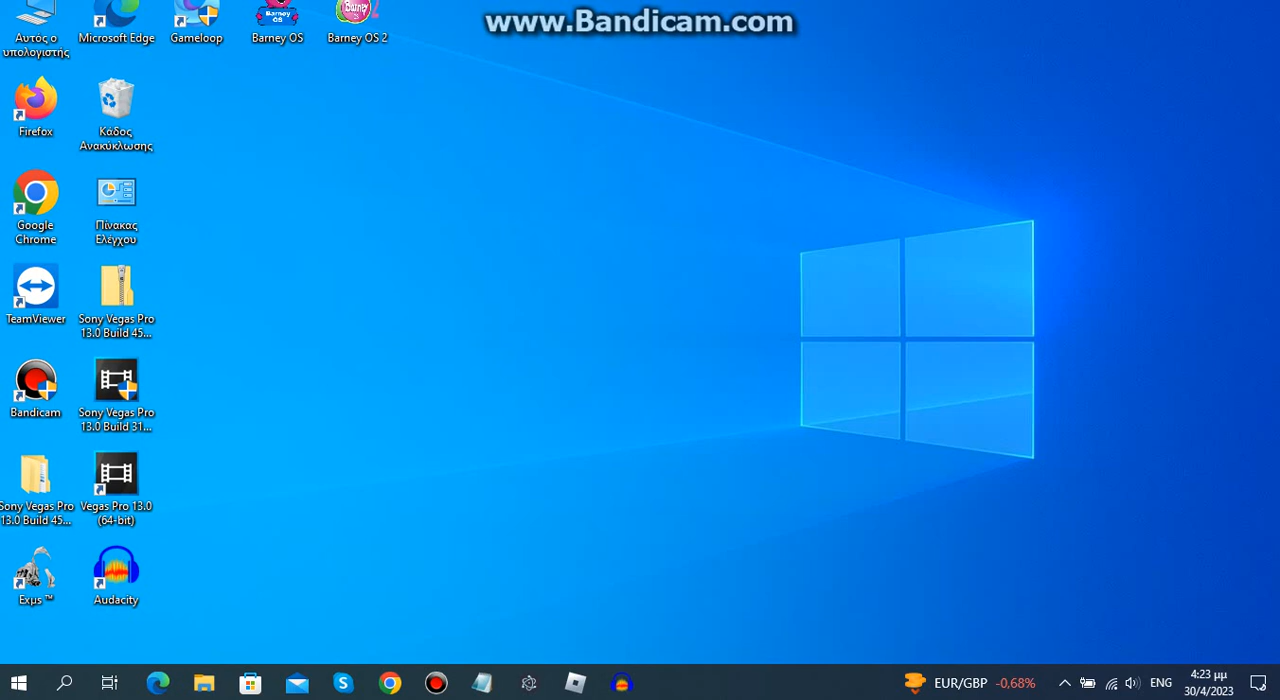 www.Bandicam.com
Αυτός ο
υπολογιστής
Microsoft Edge
Gameloop
Barney OS
Barney OS 2
Firefox
Κάδος
Ανακύκλωσης
Google
Chrome
Πίνακας
Ελέγχου
TeamViewer
Sony Vegas Pro
13.0 Build 45...
Bandicam
Sony Vegas Pro
13.0 Build 31...
Sony Vegas Pro
13.0 Build 45...
Vegas Pro 13.0
(64-bit)
Exµs ™
Audacity
EUR/GBP -0,68%
ENG
4:23 μμ
30/4/2023